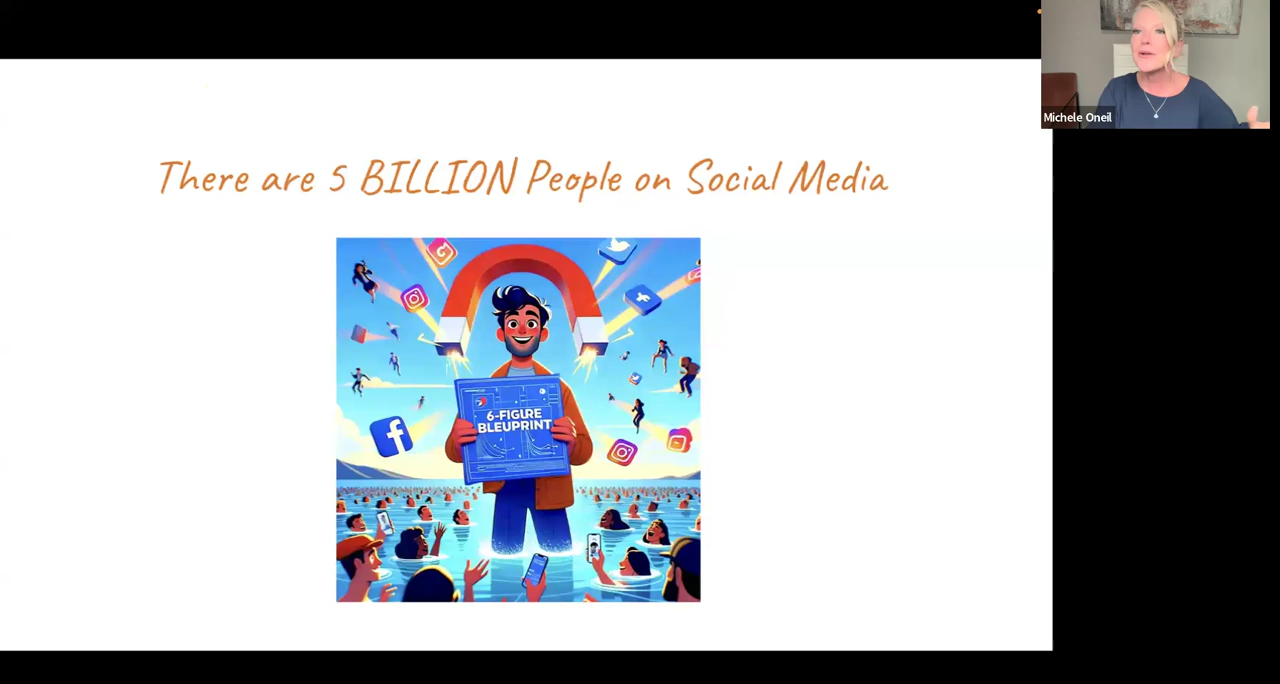 Michele Oneil
There are 5 BILLION People on Social Media
6-FIGURE
BLEUPRINT